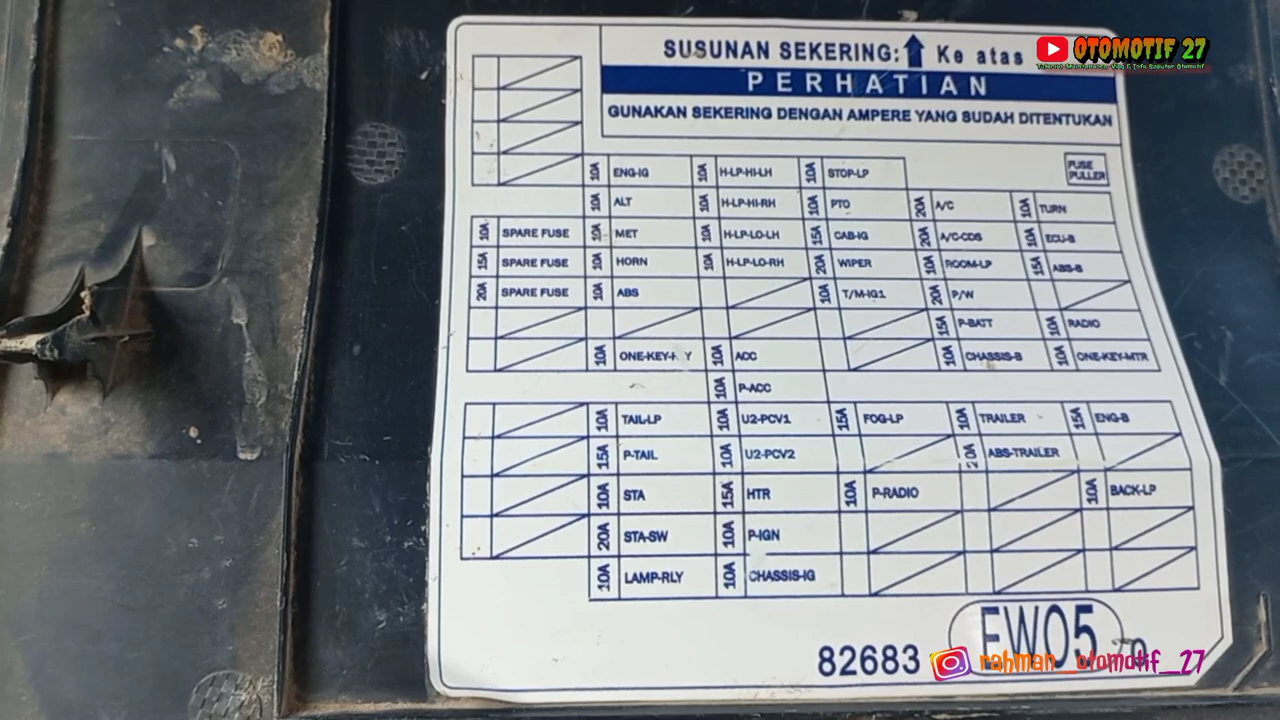 SUSUNAN SEKERING: Ke atas
OTOMOTIF 27
PERHATIAN
GUNAKAN SEKERING DENGAN AMPERE YANG SUDAH DITENTUKAN
FUSE
PULLER
10A ENG-IG 10A H-LP-HI-LH 10A STOP-LP
10A ALT 10A H-LP-HI-RH 10A PTO 20A A/C 10A TURN
10A SPARE FUSE 10A MET 10A H-LP-LO-LH 15A CAB-IG 20A A/C-CDS 10A ECU-B
15A SPARE FUSE 10A HORN 10A H-LP-LO-RH 20A WIPER 10A ROOM-LP 15A ABS-B
20A SPARE FUSE 10A ABS 10A T/M-IG1 20A P/W
15A P-BATT 10A RADIO
10A 10A ACC 10A CHASSIS-B 10A ONE-KEY-MTR
10A P-ACC
10A TAIL-LP 10A U2-PCV1 15A FOG-LP 10A TRAILER 15A ENG-B
15A P-TAIL 10A U2-PCV2 20A ABS-TRAILER
10A STA 15A HTR 10A P-RADIO 10A BACK-LP
20A STA-SW 10A P-IGN
10A LAMP-RLY 10A CHASSIS-IG
82683 EW05
rahman_otomotif_27